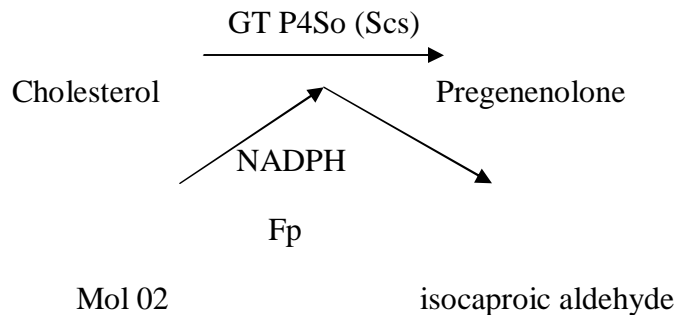 GT P4So (Scs)
Cholesterol Pregenenolone
NADPH
Fp
Mol 02 isocaproic aldehyde